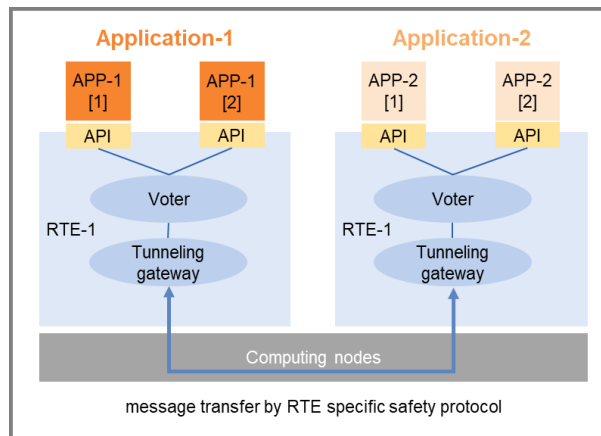 Application-1
Application-2
APP-1
[1]
APP-1
[2]
APP-2
[1]
APP-2
[2]
API
API
API
API
Voter
Voter
RTE-1
RTE-1
Tunneling
gateway
Tunneling
gateway
Computing nodes
message transfer by RTE specific safety protocol